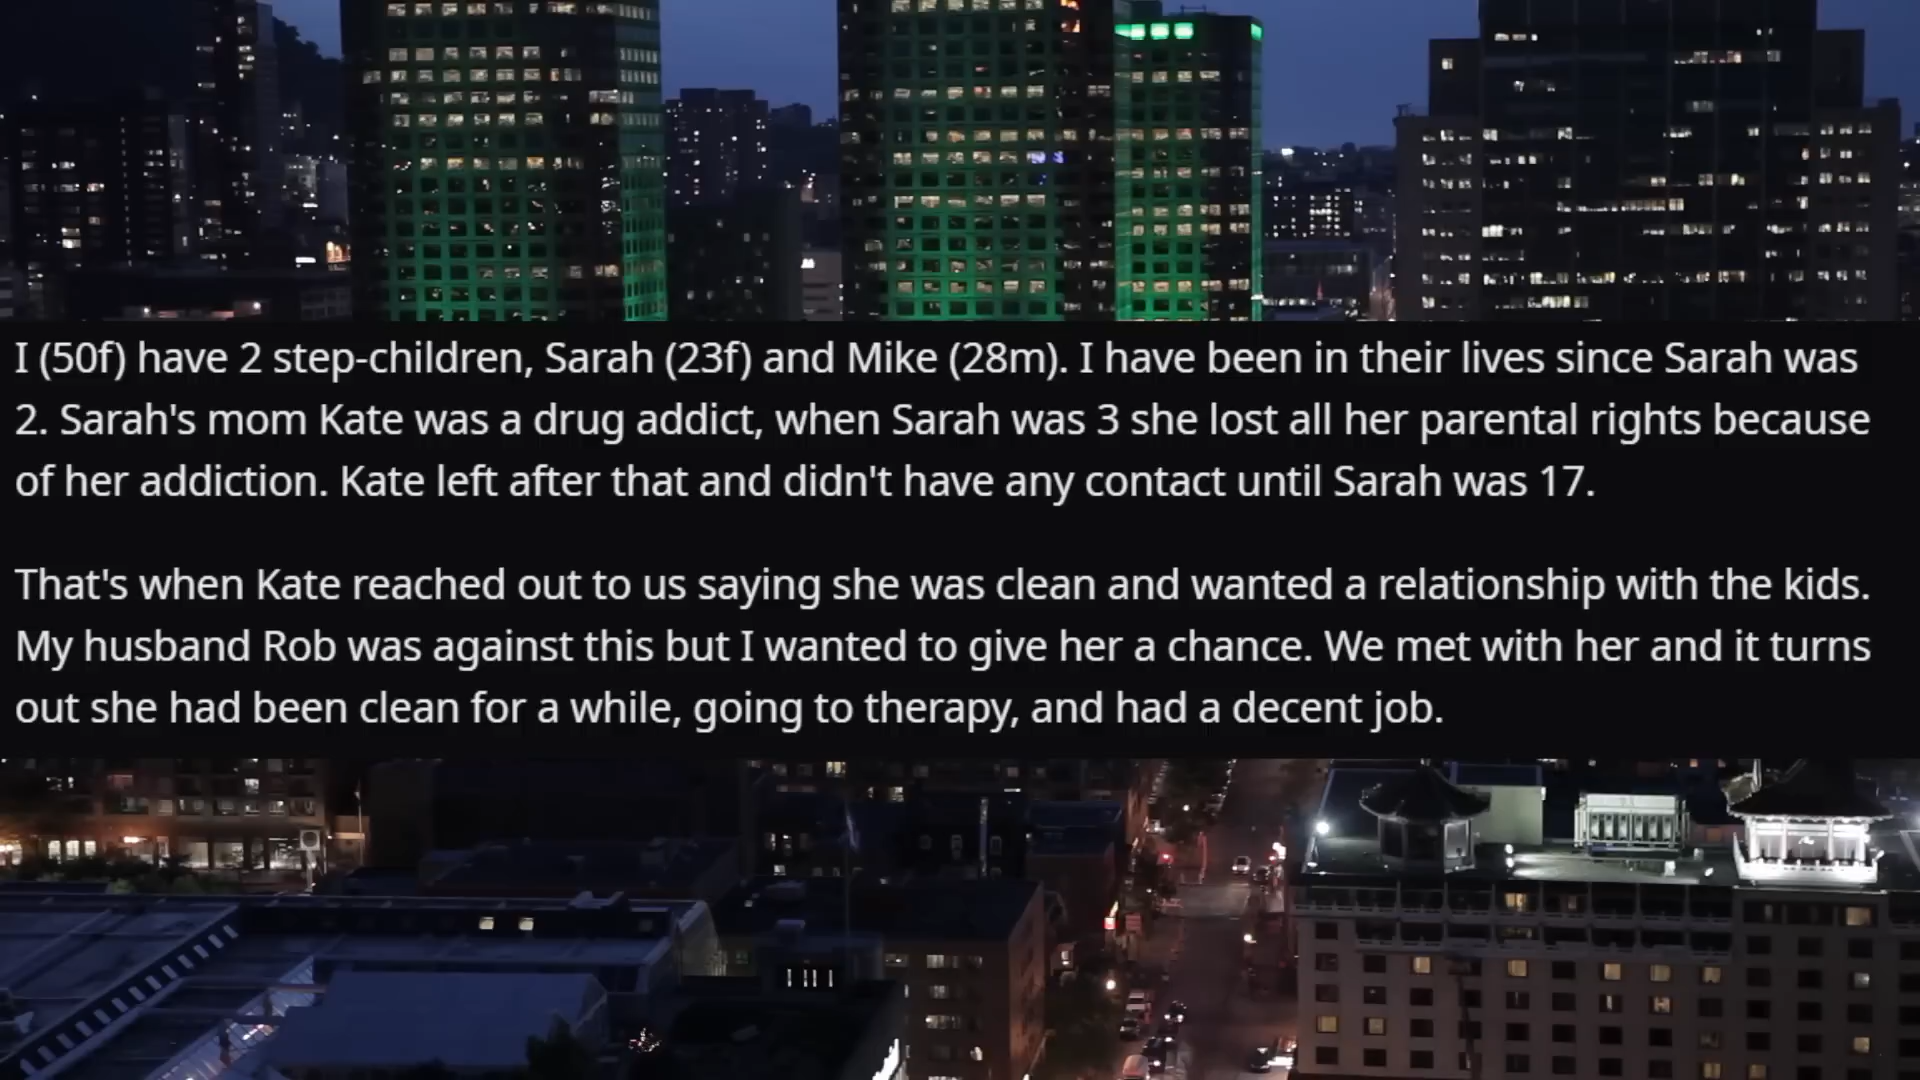 I (50f) have 2 step-children, Sarah (23f) and Mike (28m). I have been in their lives since Sarah was
2. Sarah's mom Kate was a drug addict, when Sarah was 3 she lost all her parental rights because
of her addiction. Kate left after that and didn't have any contact until Sarah was 17.
That's when Kate reached out to us saying she was clean and wanted a relationship with the kids.
My husband Rob was against this but I wanted to give her a chance. We met with her and it turns
out she had been clean for a while, going to therapy, and had a decent job.